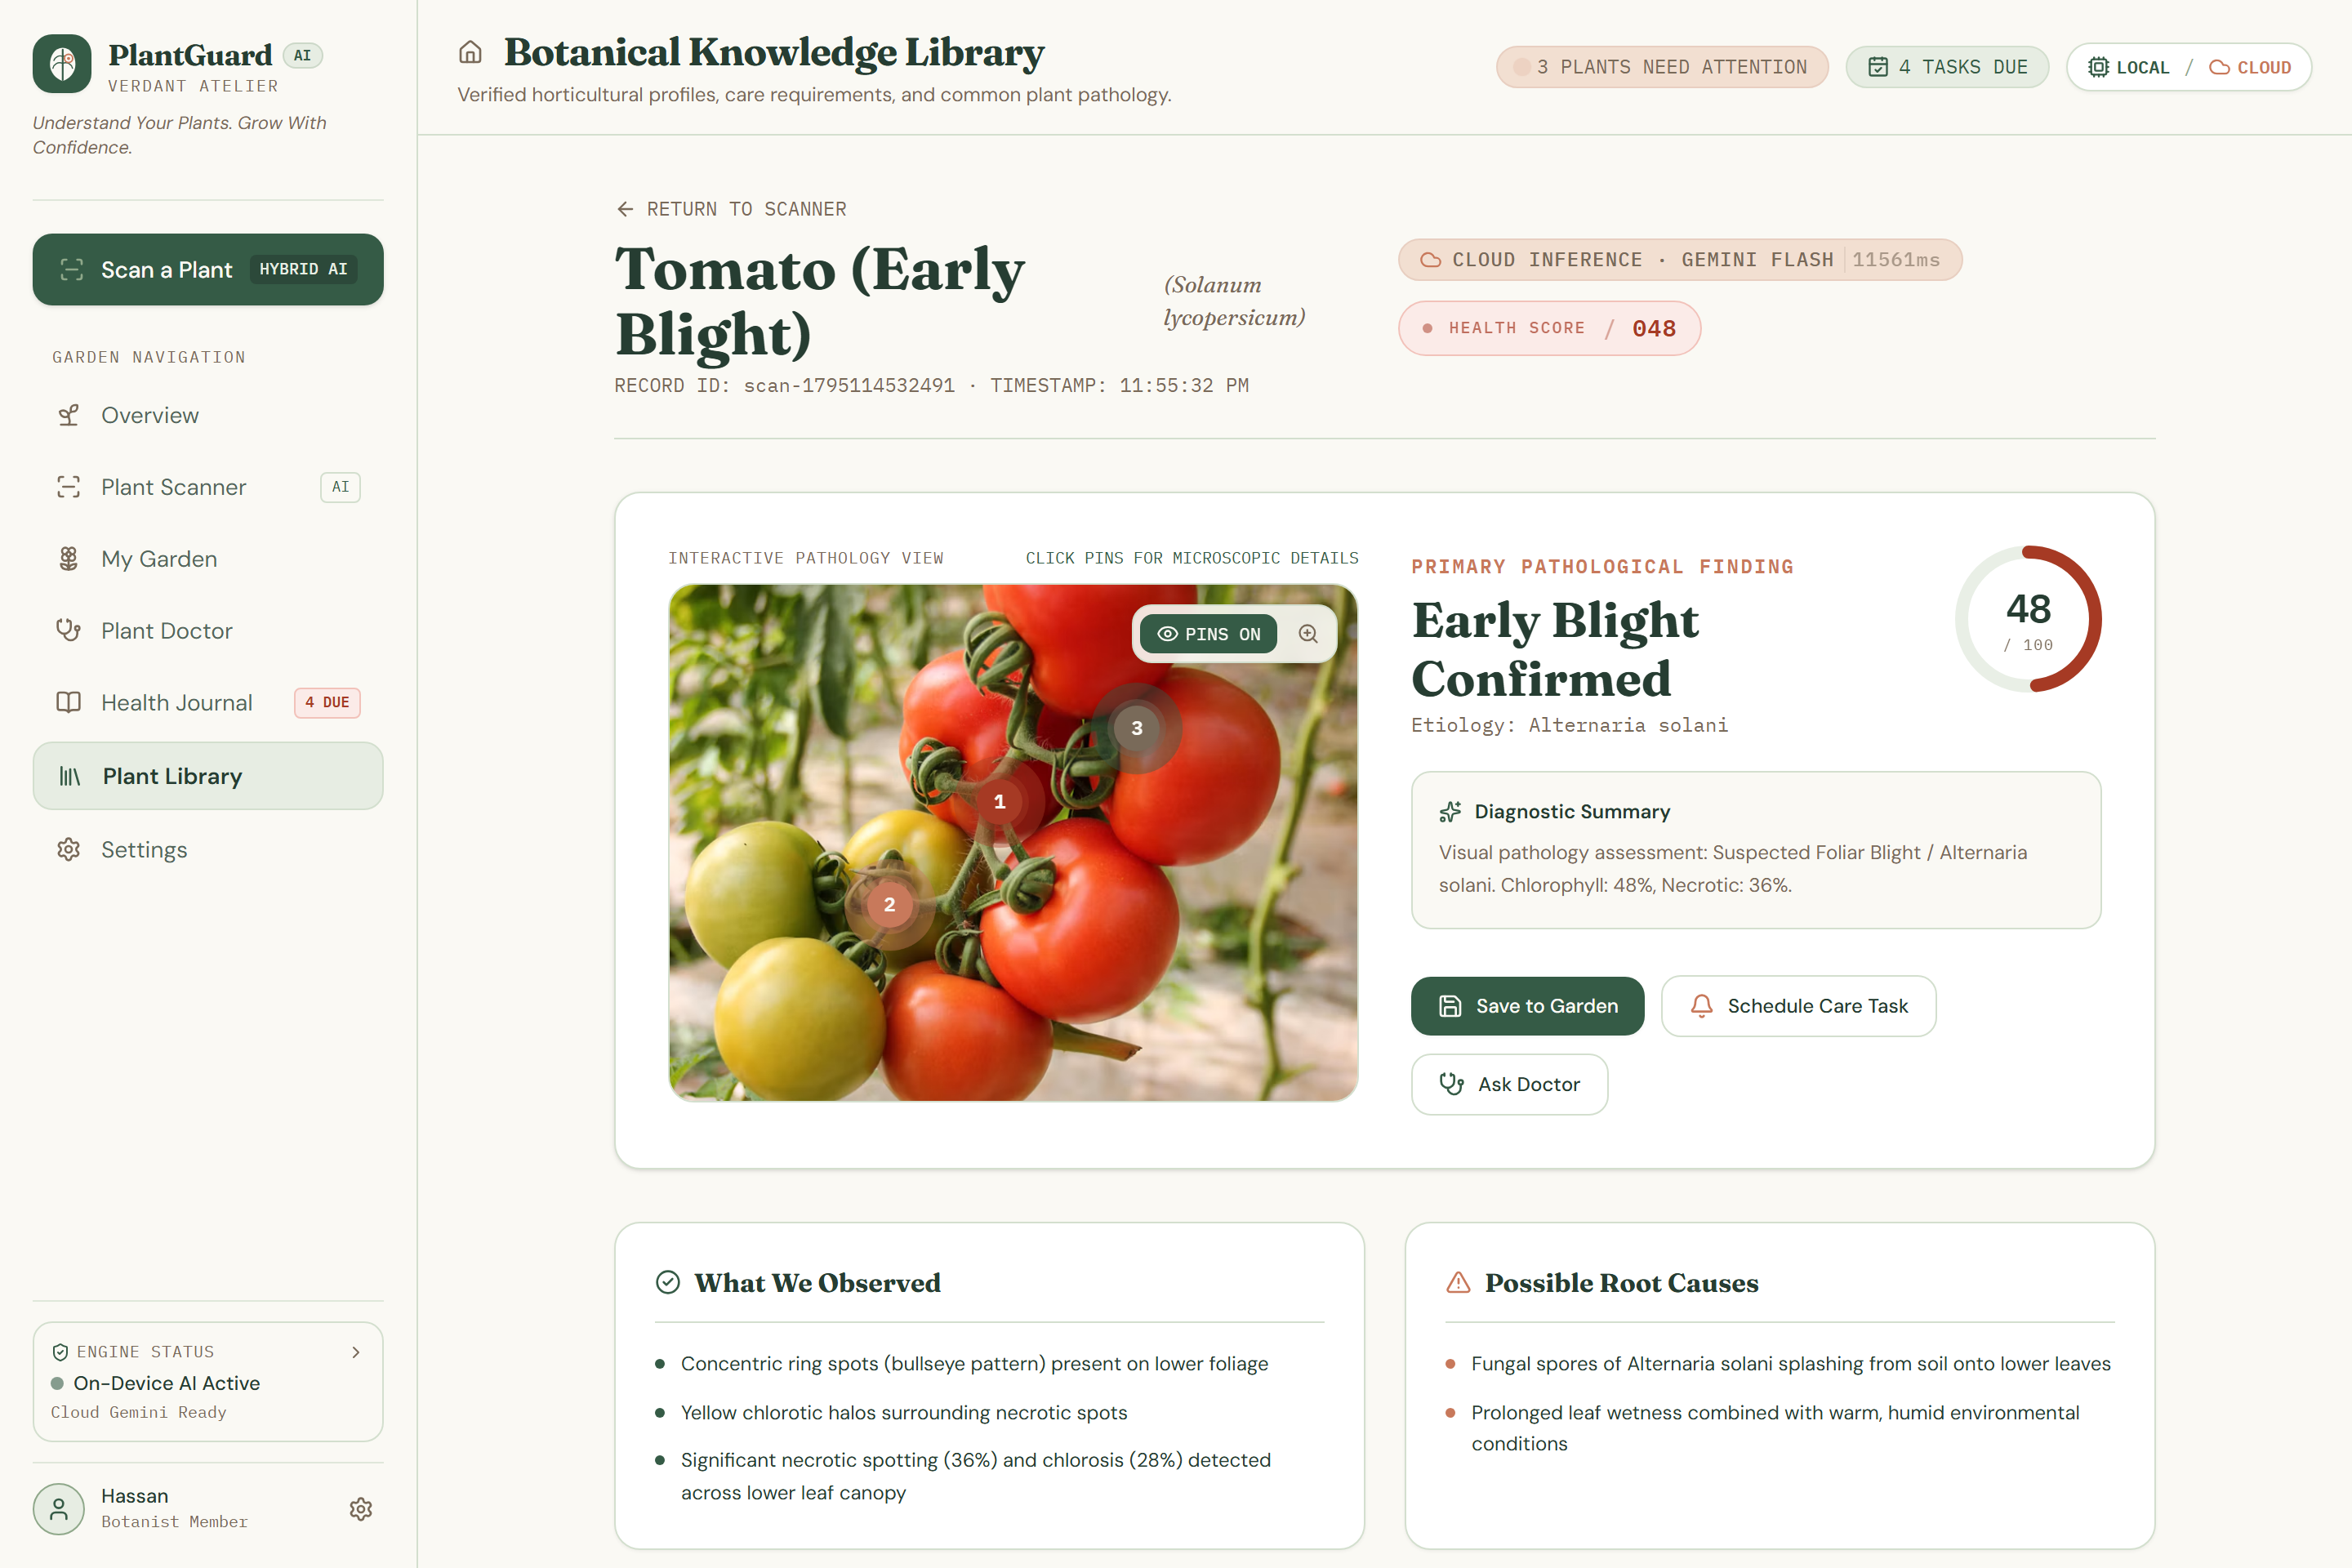 PlantGuard AI
VERDANT ATELIER
Understand Your Plants. Grow With
Confidence.
Scan a Plant HYBRID AI
GARDEN NAVIGATION
Overview
Plant Scanner AI
My Garden
Plant Doctor
Health Journal 4 DUE
Plant Library
Settings
ENGINE STATUS
On-Device AI Active
Cloud Gemini Ready
Hassan
Botanist Member
Botanical Knowledge Library
Verified horticultural profiles, care requirements, and common plant pathology.
3 PLANTS NEED ATTENTION
4 TASKS DUE
LOCAL / CLOUD
RETURN TO SCANNER
Tomato (Early
Blight)
(Solanum
lycopersicum)
RECORD ID: scan-1795114532491 · TIMESTAMP: 11:55:32 PM
CLOUD INFERENCE · GEMINI FLASH 11561ms
HEALTH SCORE / 048
INTERACTIVE PATHOLOGY VIEW
CLICK PINS FOR MICROSCOPIC DETAILS
PINS ON
3
1
2
PRIMARY PATHOLOGICAL FINDING
Early Blight
Confirmed
Etiology: Alternaria solani
48
/ 100
Diagnostic Summary
Visual pathology assessment: Suspected Foliar Blight / Alternaria
solani. Chlorophyll: 48%, Necrotic: 36%.
Save to Garden
Schedule Care Task
Ask Doctor
What We Observed
Concentric ring spots (bullseye pattern) present on lower foliage
Yellow chlorotic halos surrounding necrotic spots
Significant necrotic spotting (36%) and chlorosis (28%) detected
across lower leaf canopy
Possible Root Causes
Fungal spores of Alternaria solani splashing from soil onto lower leaves
Prolonged leaf wetness combined with warm, humid environmental
conditions